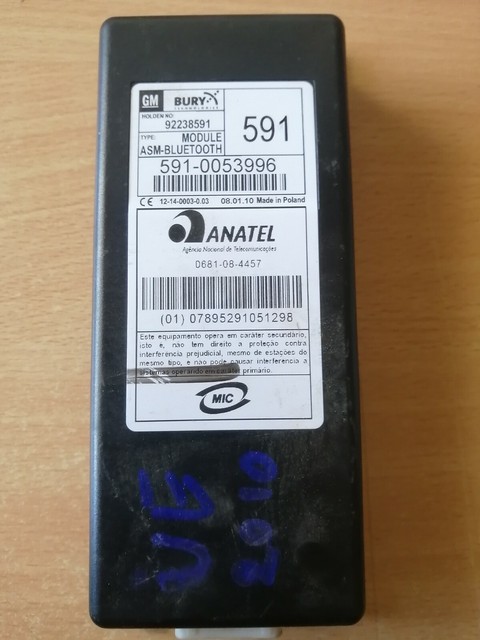 GM BURY TECHNOLOGIES
HOLDEN NO:
92238591
TYPE: MODULE
ASM-BLUETOOTH
591
591-0053996
CE 12-14-0003-0.03 08.01.10 Made in Poland
ANATEL
Agência Nacional de Telecomunicações
0681-08-4457
(01) 07895291051298
Este equipamento opera em caráter secundário,
isto é, não tem direito a proteção contra
interferência prejudicial, mesmo de estações do
mesmo tipo, e não pode causar interferência a
sistemas operando em caráter primário.
MIC